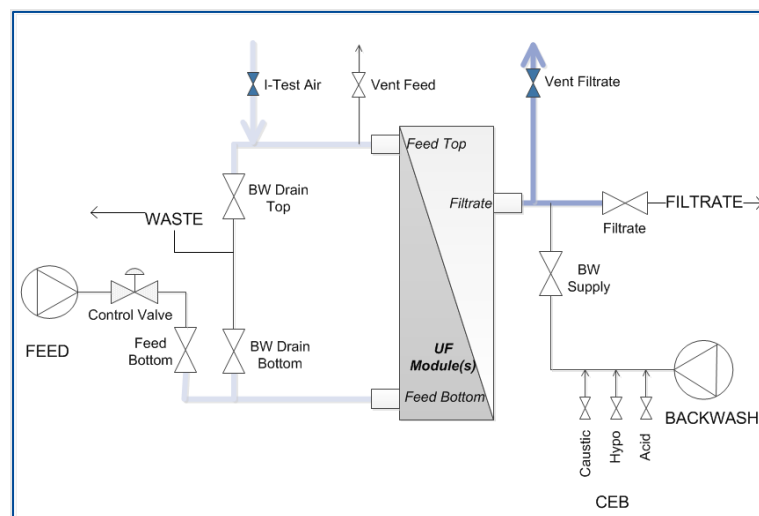 I-Test Air
Vent Feed
Vent Filtrate
Feed Top
BW Drain
Top
Filtrate
FILTRATE
WASTE
Filtrate
BW
Supply
Control Valve
FEED
Feed
Bottom
BW Drain
Bottom
UF
Module(s)
Feed Bottom
BACKWASH
Caustic
Hypo
Acid
CEB